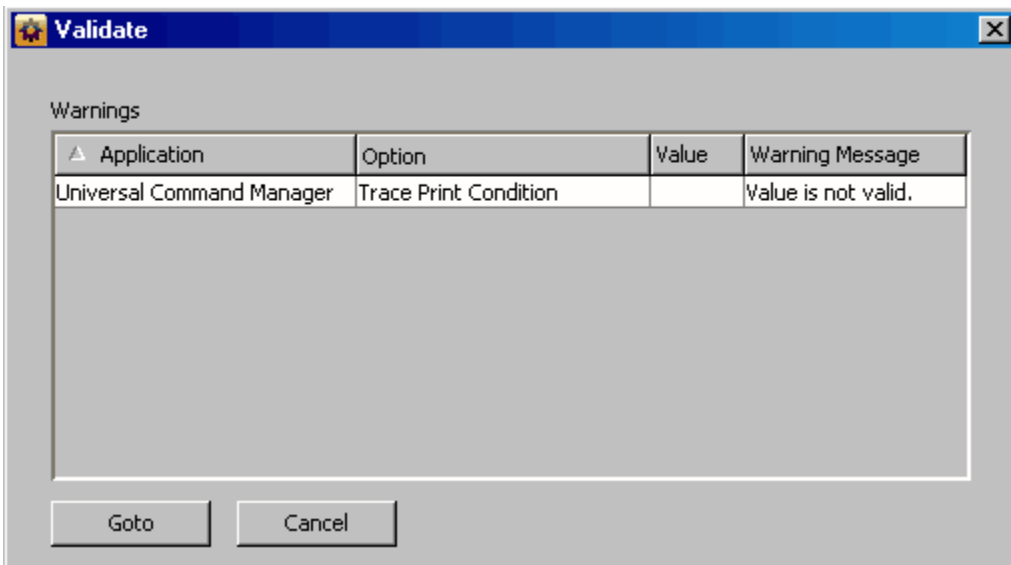 Validate
Warnings
Application Option Value Warning Message
Universal Command Manager Trace Print Condition Value is not valid.
Goto Cancel